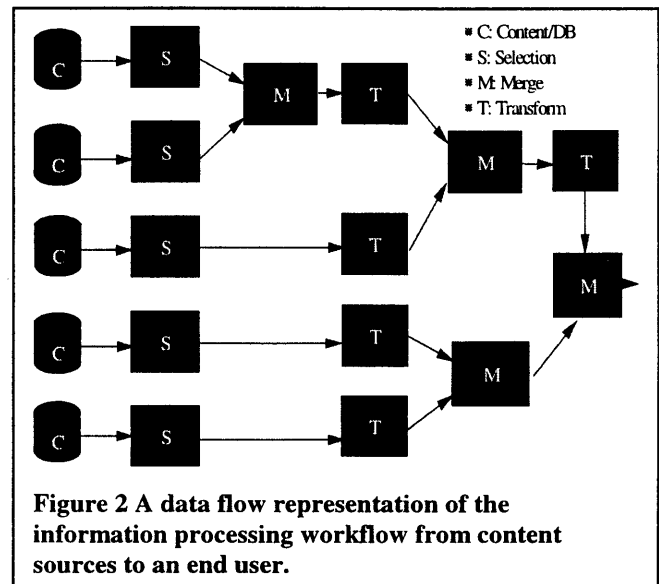 C S M T
■ C: Content/DB
■ S: Selection
■ M: Merge
■ T: Transform
C S M T
C S T M
C S T M
C S T
Figure 2 A data flow representation of the
information processing workflow from content
sources to an end user.